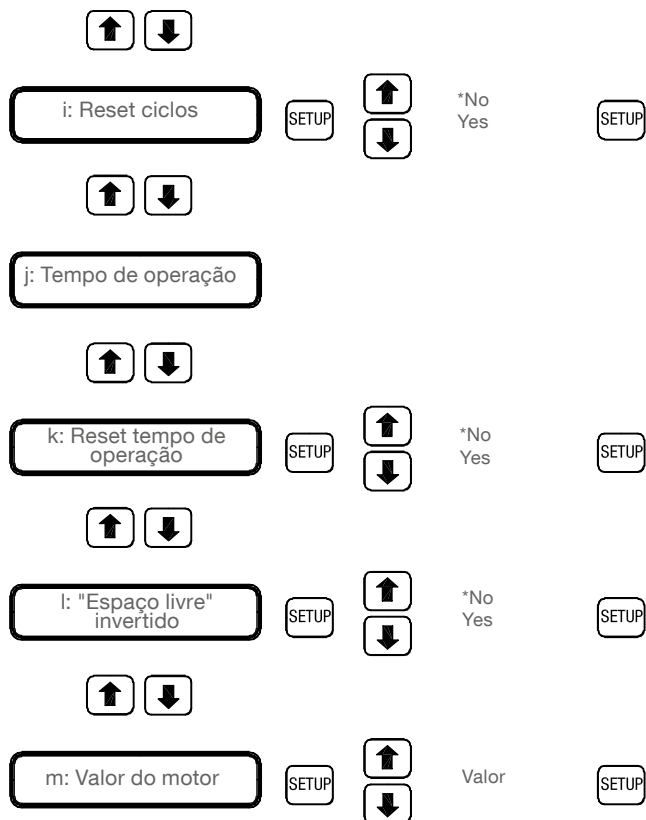 i: Reset ciclos
SETUP
*No
Yes
SETUP
j: Tempo de operação
k: Reset tempo de
operação
SETUP
*No
Yes
SETUP
l: "Espaço livre"
invertido
SETUP
*No
Yes
SETUP
m: Valor do motor
SETUP
Valor
SETUP